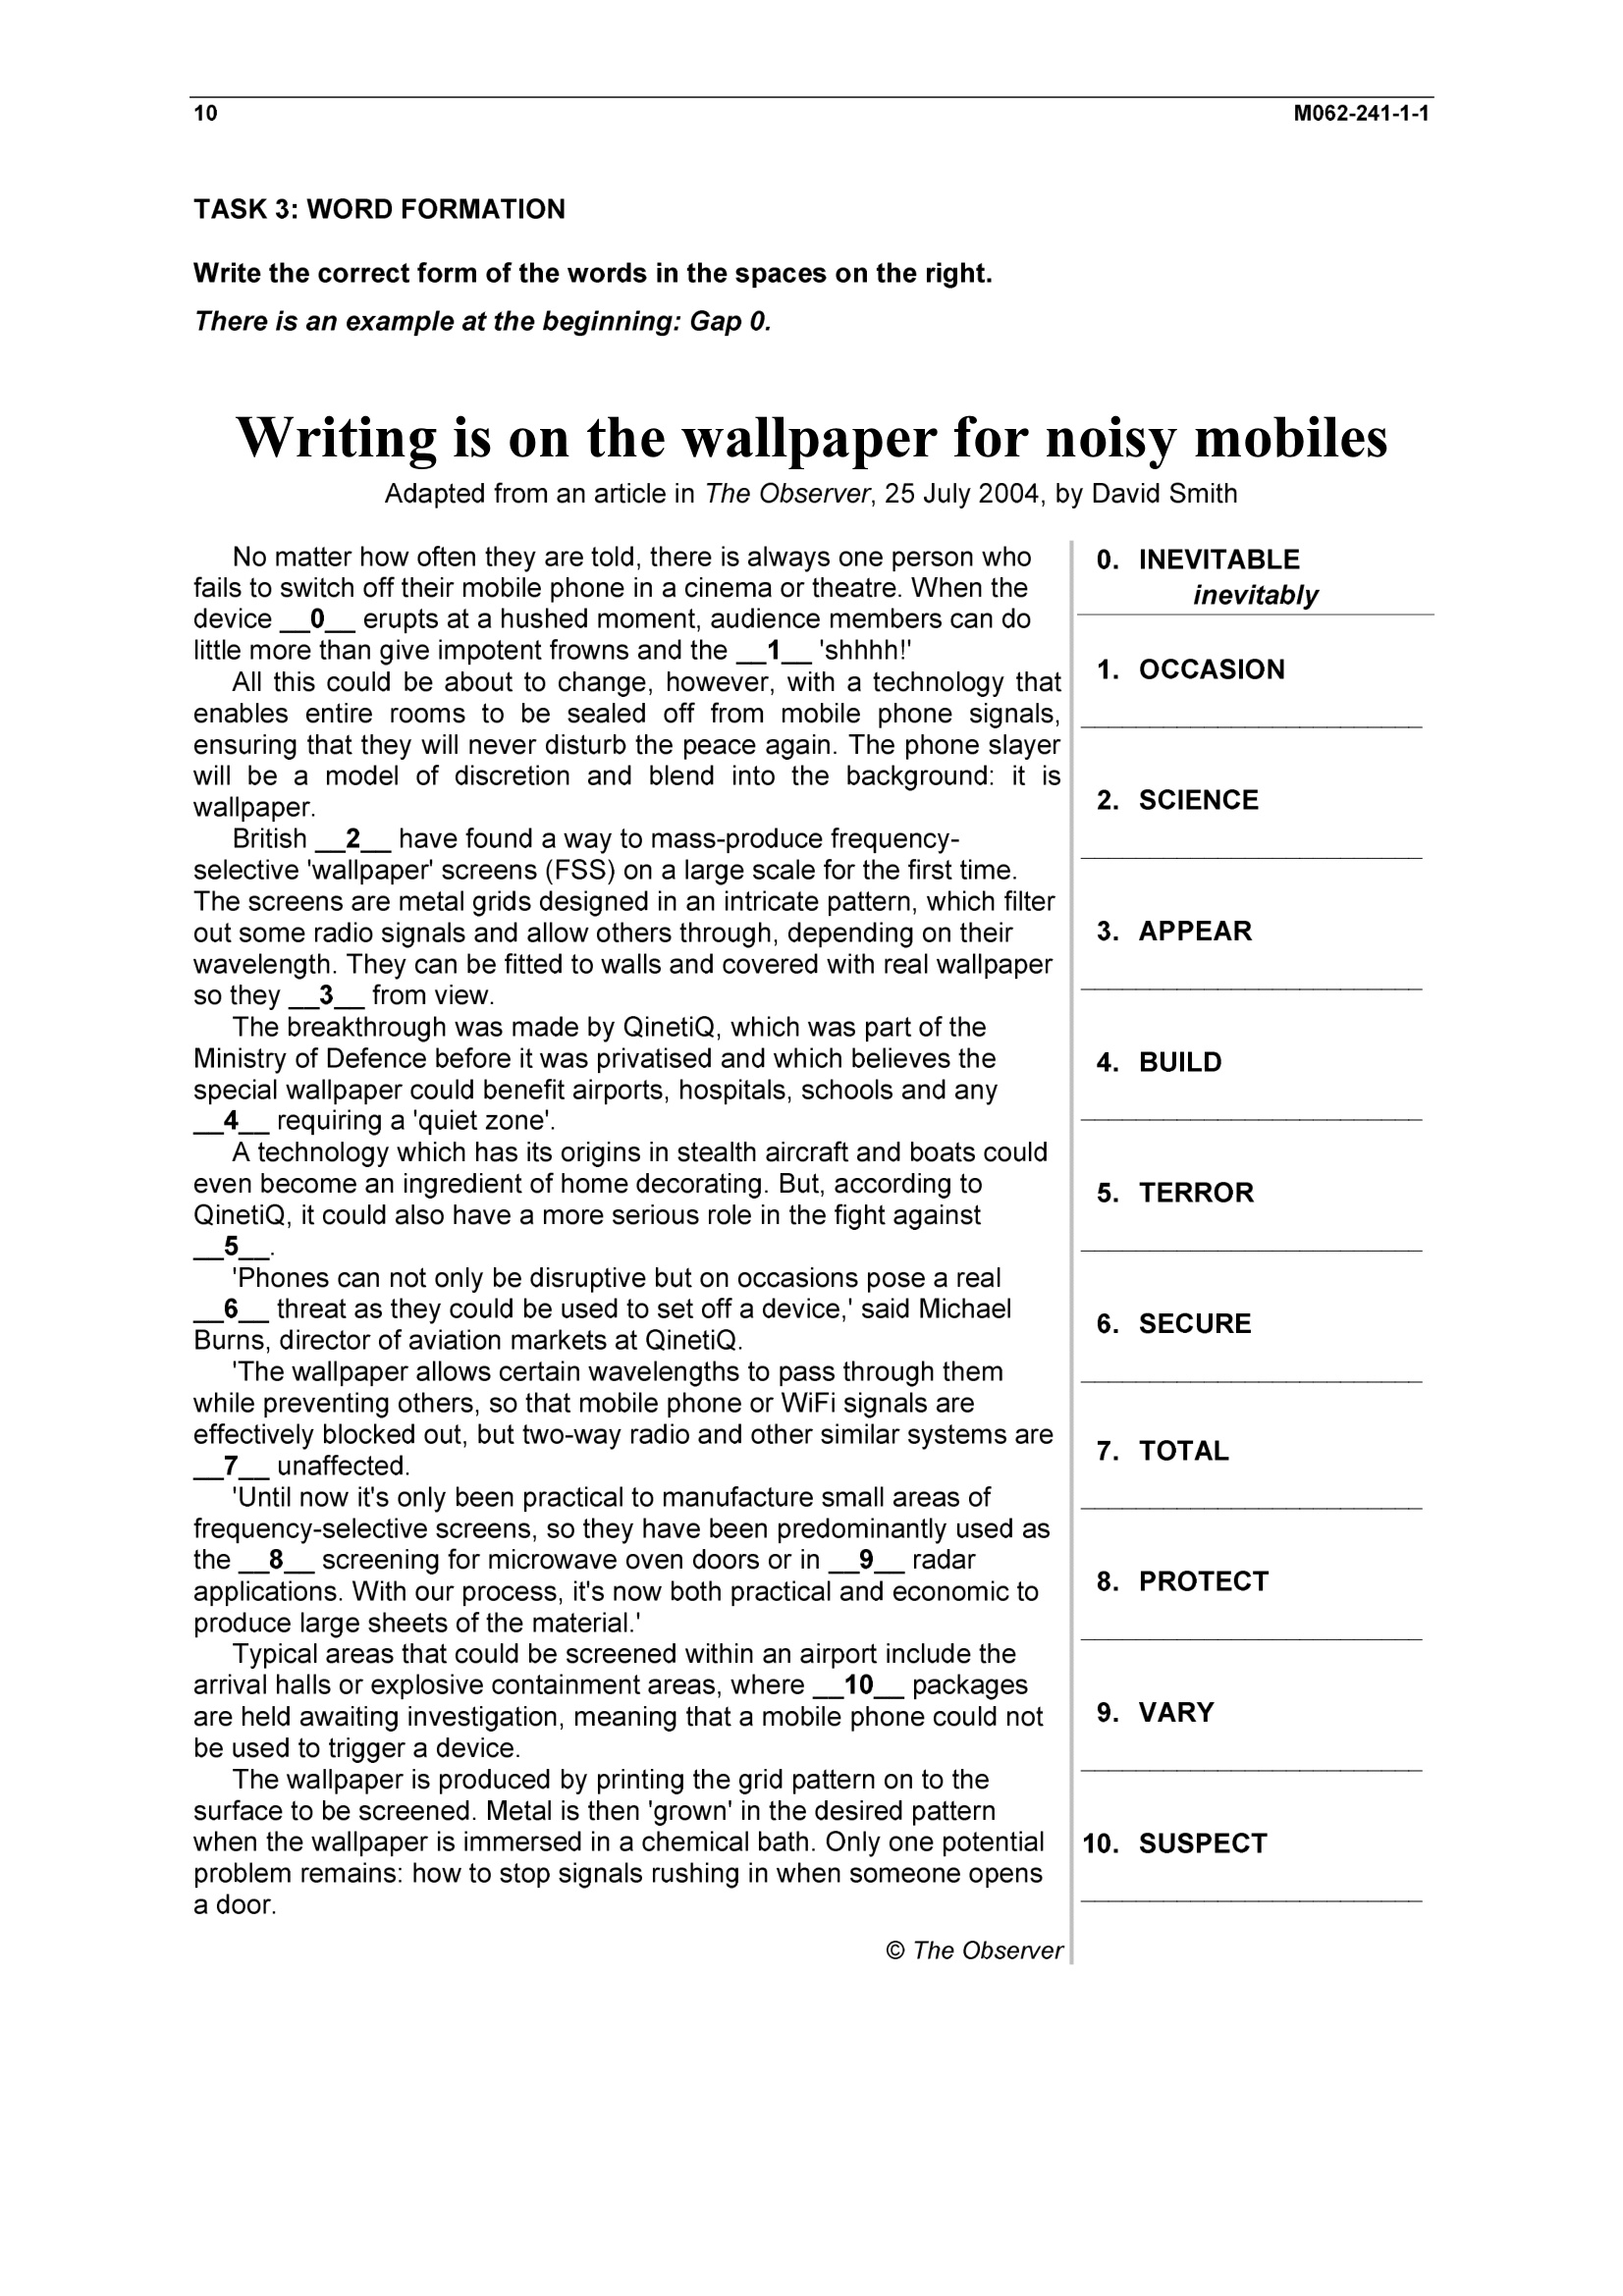 10 M062-241-1-1
TASK 3: WORD FORMATION
Write the correct form of the words in the spaces on the right.
There is an example at the beginning: Gap 0.
Writing is on the wallpaper for noisy mobiles
Adapted from an article in The Observer, 25 July 2004, by David Smith
No matter how often they are told, there is always one person who
fails to switch off their mobile phone in a cinema or theatre. When the
device __0__ erupts at a hushed moment, audience members can do
little more than give impotent frowns and the __1__ 'shhhh!'
All this could be about to change, however, with a technology that
enables entire rooms to be sealed off from mobile phone signals,
ensuring that they will never disturb the peace again. The phone slayer
will be a model of discretion and blend into the background: it is
wallpaper.
British __2__ have found a way to mass-produce frequency-
selective 'wallpaper' screens (FSS) on a large scale for the first time.
The screens are metal grids designed in an intricate pattern, which filter
out some radio signals and allow others through, depending on their
wavelength. They can be fitted to walls and covered with real wallpaper
so they __3__ from view.
The breakthrough was made by QinetiQ, which was part of the
Ministry of Defence before it was privatised and which believes the
special wallpaper could benefit airports, hospitals, schools and any
__4__ requiring a 'quiet zone'.
A technology which has its origins in stealth aircraft and boats could
even become an ingredient of home decorating. But, according to
QinetiQ, it could also have a more serious role in the fight against
__5__.
'Phones can not only be disruptive but on occasions pose a real
__6__ threat as they could be used to set off a device,' said Michael
Burns, director of aviation markets at QinetiQ.
'The wallpaper allows certain wavelengths to pass through them
while preventing others, so that mobile phone or WiFi signals are
effectively blocked out, but two-way radio and other similar systems are
__7__ unaffected.
'Until now it's only been practical to manufacture small areas of
frequency-selective screens, so they have been predominantly used as
the __8__ screening for microwave oven doors or in __9__ radar
applications. With our process, it's now both practical and economic to
produce large sheets of the material.'
Typical areas that could be screened within an airport include the
arrival halls or explosive containment areas, where __10__ packages
are held awaiting investigation, meaning that a mobile phone could not
be used to trigger a device.
The wallpaper is produced by printing the grid pattern on to the
surface to be screened. Metal is then 'grown' in the desired pattern
when the wallpaper is immersed in a chemical bath. Only one potential
problem remains: how to stop signals rushing in when someone opens
a door.
© The Observer
0. INEVITABLE
inevitably
1. OCCASION
2. SCIENCE
3. APPEAR
4. BUILD
5. TERROR
6. SECURE
7. TOTAL
8. PROTECT
9. VARY
10. SUSPECT